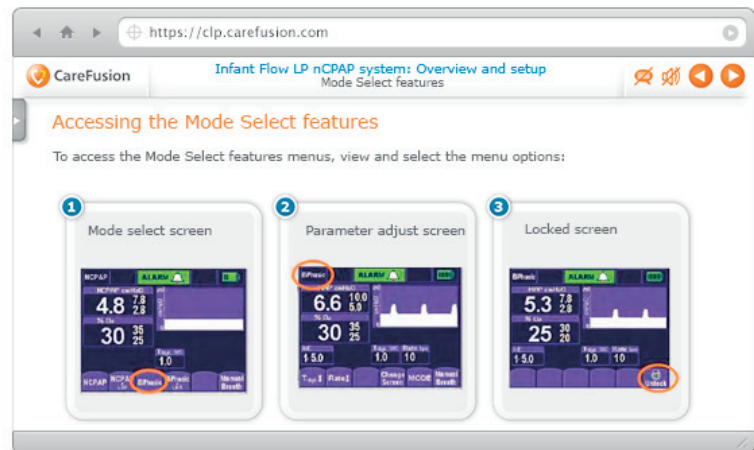 https://clp.carefusion.com
CareFusion
Infant Flow LP nCPAP system: Overview and setup
Mode Select features
Accessing the Mode Select features
To access the Mode Select features menus, view and select the menu options:
1
Mode select screen
NCPAP ALARM
4.8 7.8 2.8
% O₂
30 35 25
1.0
NCPAP BiPhasic Manual Breath
2
Parameter adjust screen
BiPhasic ALARM
6.6 10.0 5.0
% O₂
30 35 25
1:5.0 1.0 10
Rate Change Screen MODE Manual Breath
3
Locked screen
BiPhasic ALARM
5.3 7.8 2.8
% O₂
25 30 20
1:5.0 1.0 10
Unlock